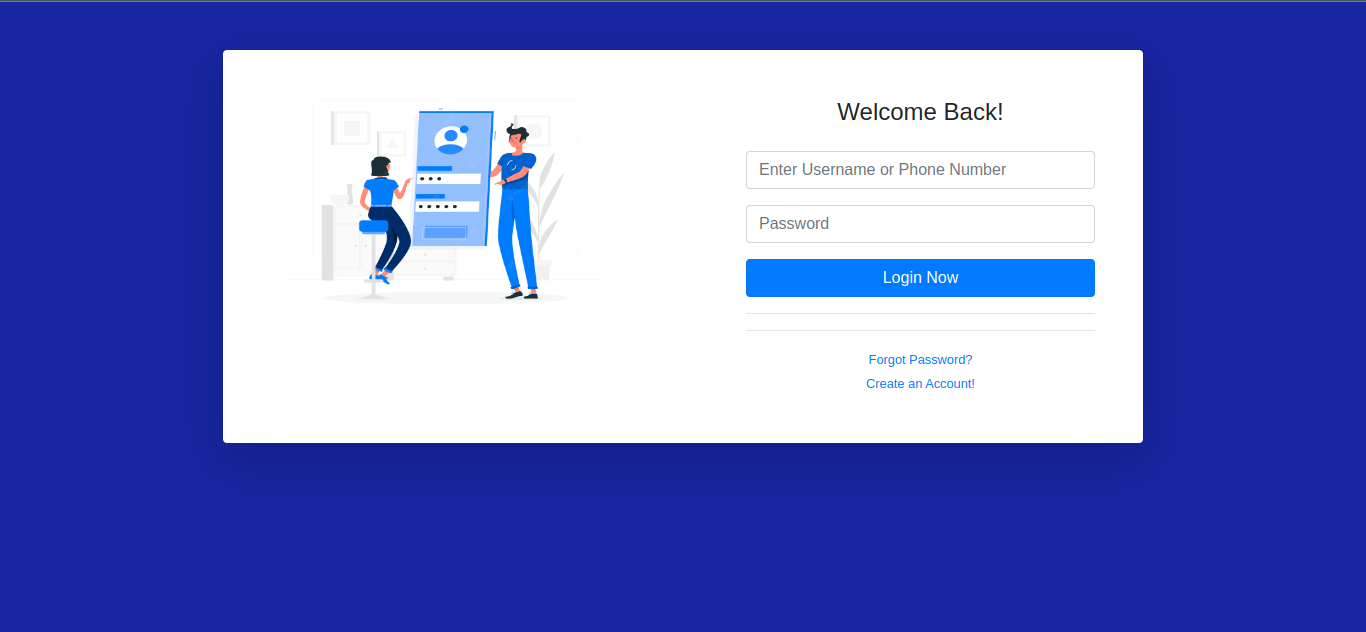 Welcome Back!
Enter Username or Phone Number
Password
Login Now
Forgot Password?
Create an Account!